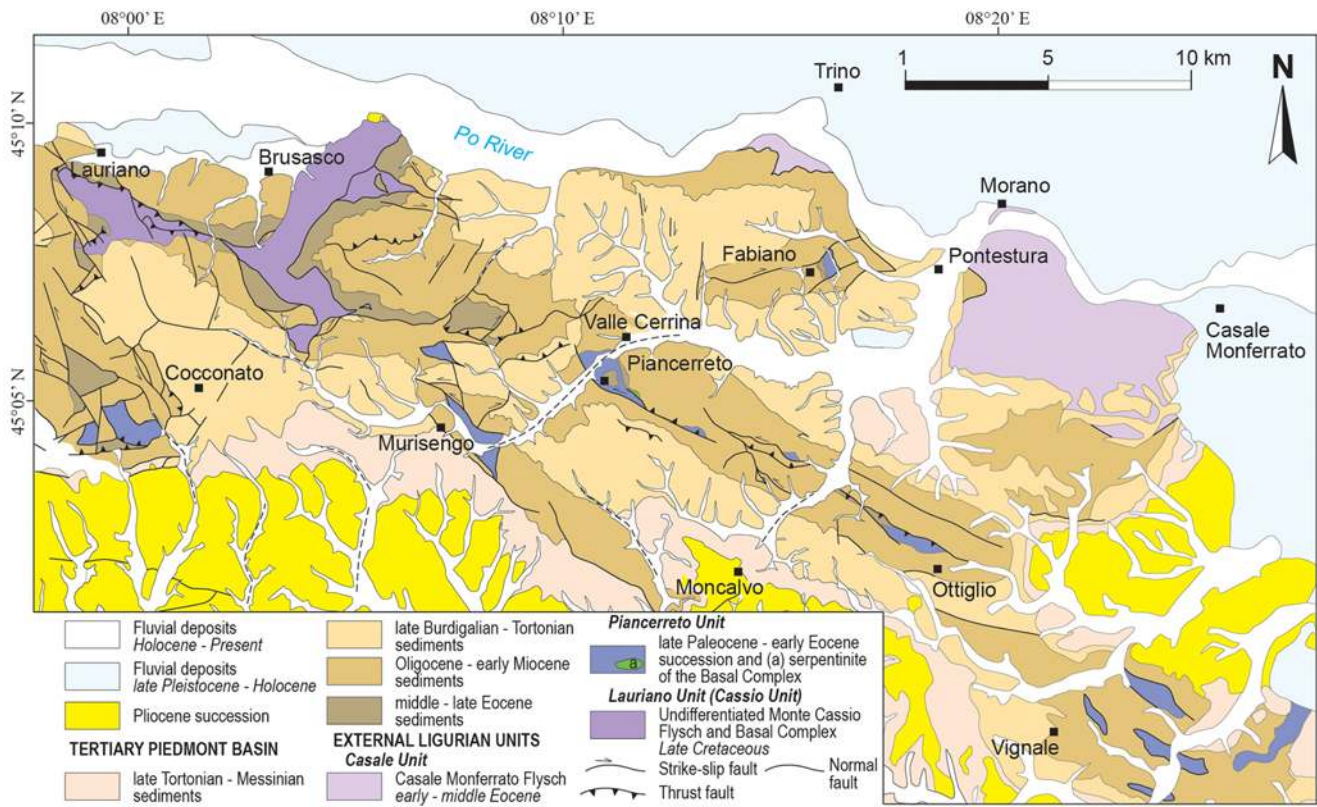 08°00' E
08°10' E
08°20' E
45°10' N
45°05' N
1 5 10 km
N
Trino
Po River
Lauriano
Brusasco
Morano
Fabiano
Pontestura
Valle Cerrina
Casale
Monferrato
Piancerreto
Cocconato
Murisengo
Moncalvo
Ottiglio
Vignale
Fluvial deposits
Holocene - Present
Fluvial deposits
late Pleistocene - Holocene
Pliocene succession
TERTIARY PIEDMONT BASIN
late Tortonian - Messinian
sediments
late Burdigalian - Tortonian
sediments
Oligocene - early Miocene
sediments
middle - late Eocene
sediments
EXTERNAL LIGURIAN UNITS
Casale Unit
Casale Monferrato Flysch
early - middle Eocene
Piancerreto Unit
a
late Paleocene - early Eocene
succession and (a) serpentinite
of the Basal Complex
Lauriano Unit (Cassio Unit)
Undifferentiated Monte Cassio
Flysch and Basal Complex
Late Cretaceous
Strike-slip fault
Normal
fault
Thrust fault